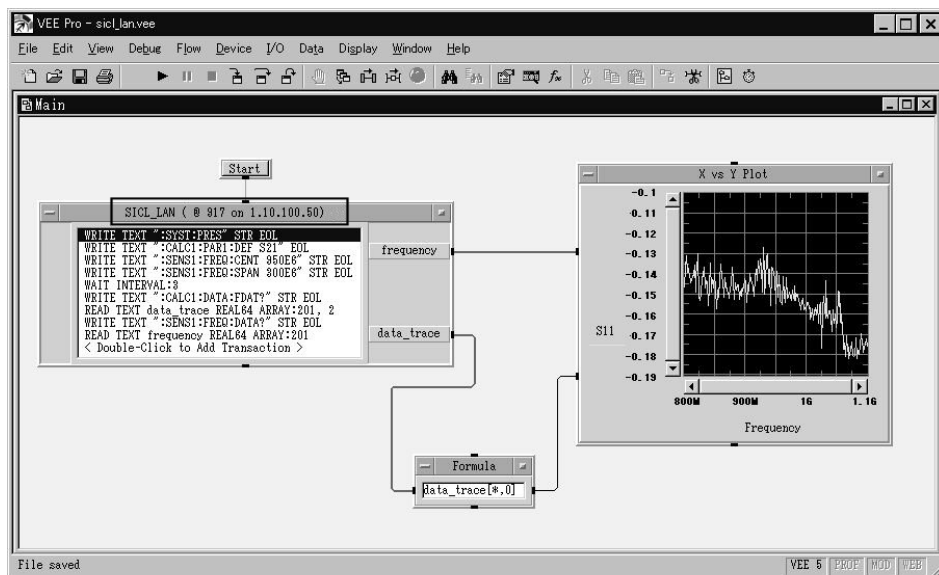 VEE Pro - sicl_lan.vee
File Edit View Debug Flow Device I/O Data Display Window Help
Main
Start
SICL_LAN ( @ 917 on 1.10.100.50)
WRITE TEXT ":SYST:PRES" STR EOL
WRITE TEXT ":CALC1:PAR1:DEF S21" EOL
WRITE TEXT ":SENS1:FREQ:CENT 950E6" STR EOL
WRITE TEXT ":SENS1:FREQ:SPAN 300E6" STR EOL
WAIT INTERVAL:3
WRITE TEXT ":CALC1:DATA:FDAT?" STR EOL
READ TEXT data_trace REAL64 ARRAY:201, 2
WRITE TEXT ":SENS1:FREQ:DATA?" STR EOL
READ TEXT frequency REAL64 ARRAY:201
< Double-Click to Add Transaction >
frequency
data_trace
Formula
data_trace[*,0]
X vs Y Plot
-0.1
-0.11
-0.12
-0.13
-0.14
-0.15
-0.16
-0.17
-0.18
-0.19
S11
800M 900M 1G 1.1G
Frequency
File saved
VEE 5 PROF MOD WEB